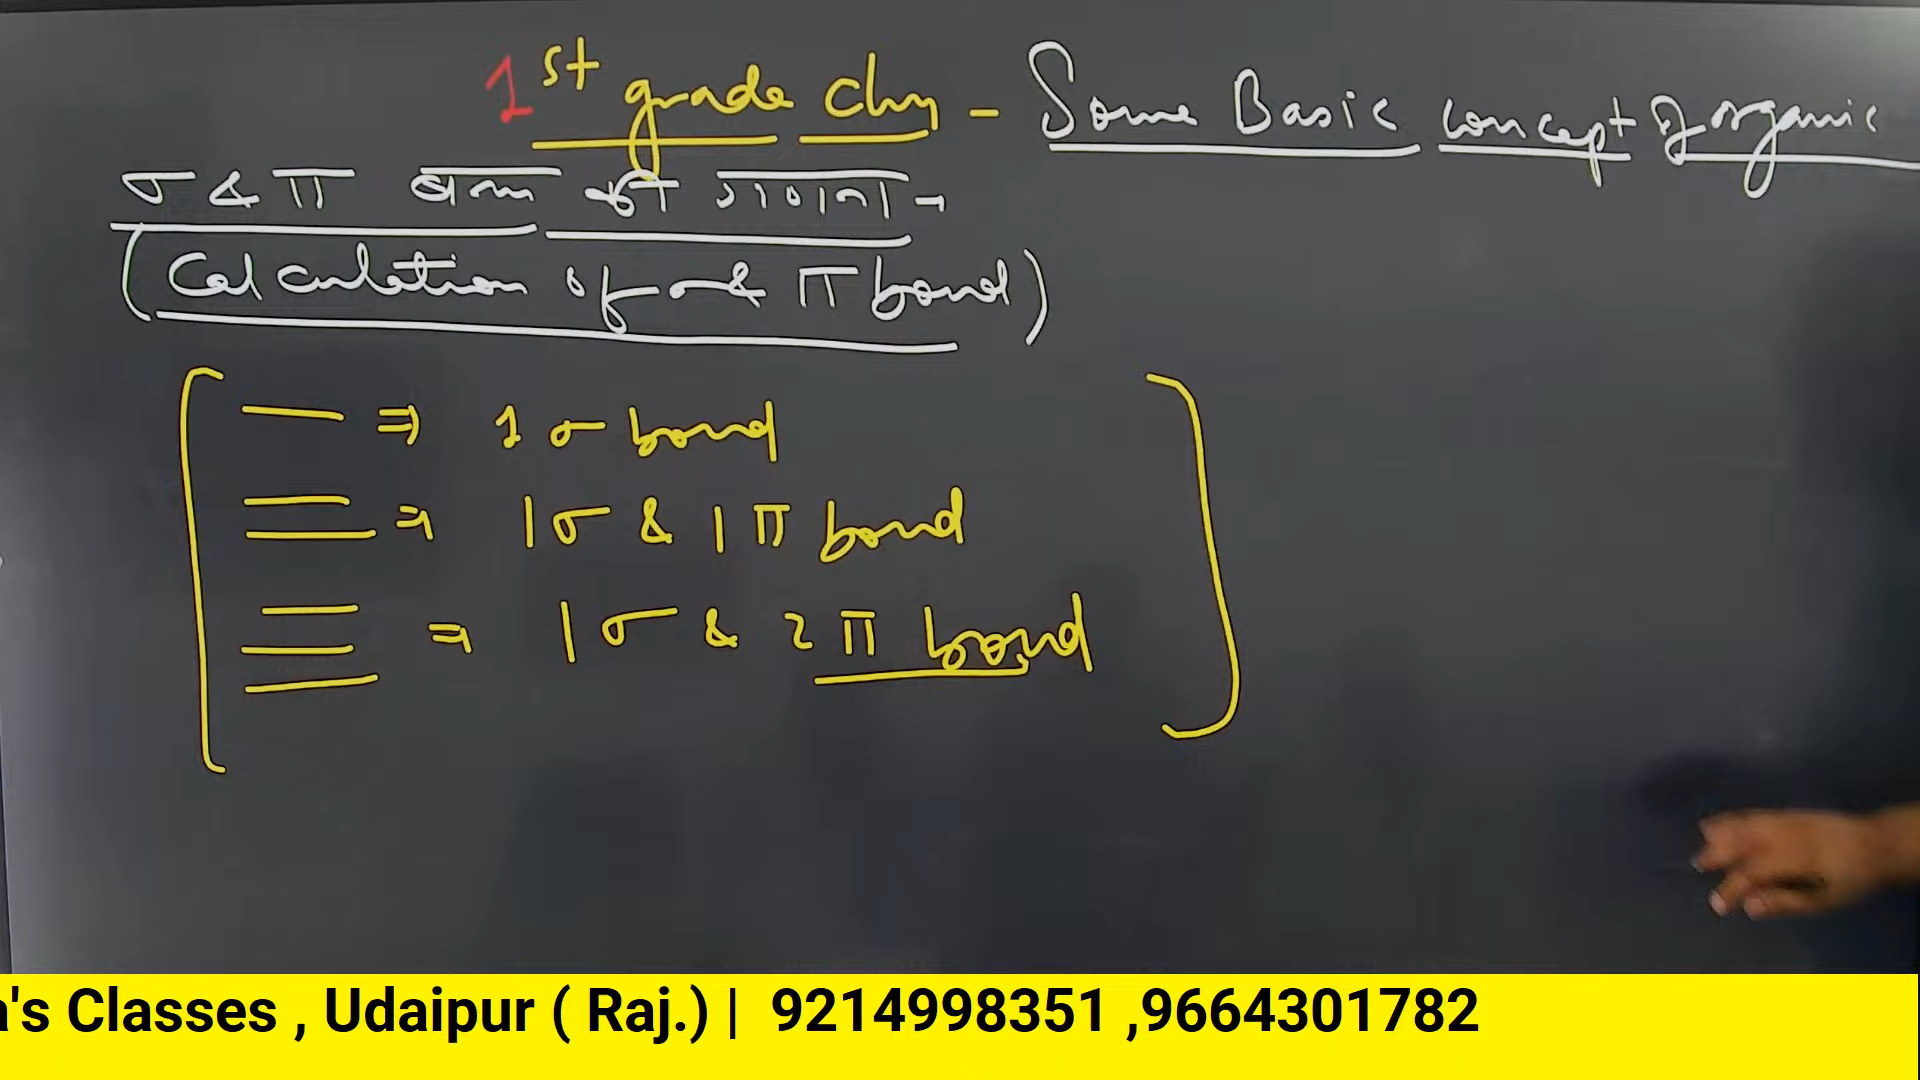 1st grade chy - Some Basic concept of organic
σ & π बन्ध की गणना -
(Calculation of σ & π bond)
— ⇒ 1 σ bond
= ⇒ 1σ & 1π bond
≡ ⇒ 1σ & 2π bond
a's Classes , Udaipur ( Raj.) | 9214998351 ,9664301782